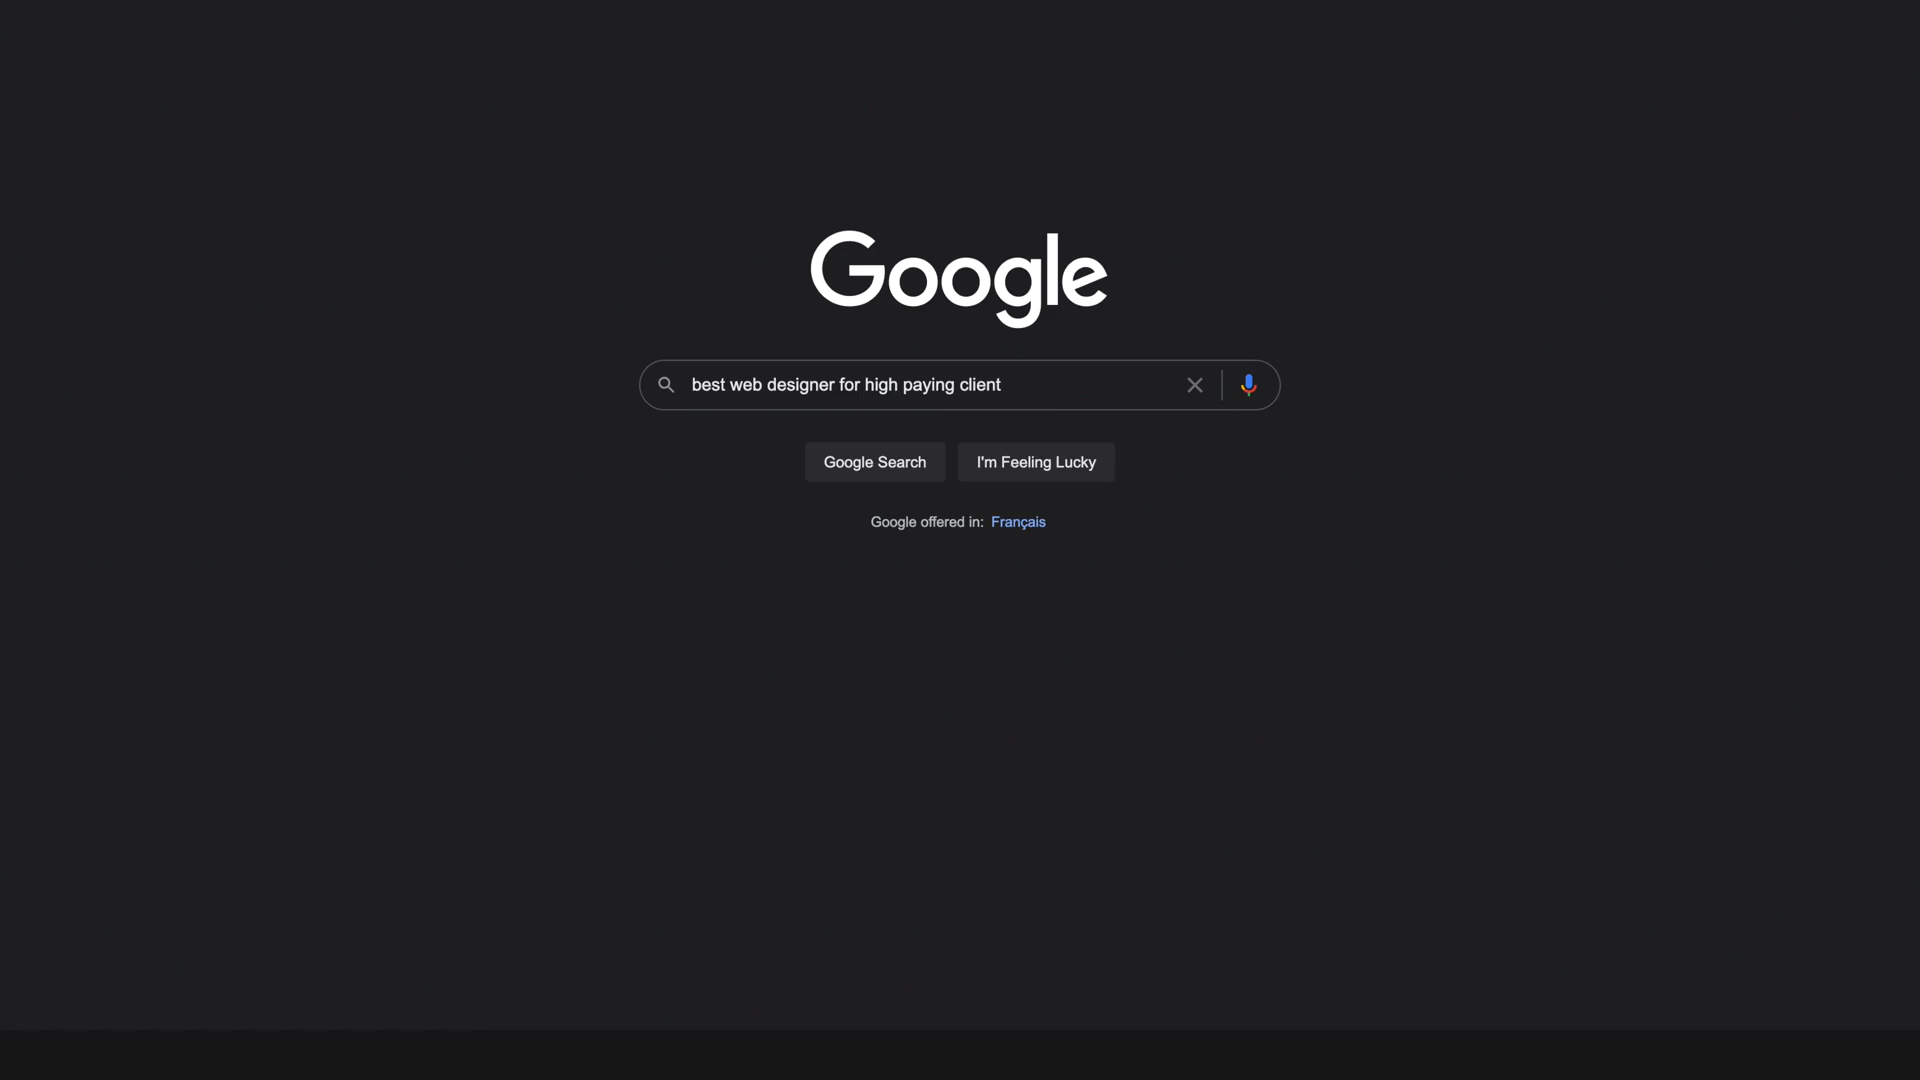 Google
best web designer for high paying client
Google Search
I'm Feeling Lucky
Google offered in: Français